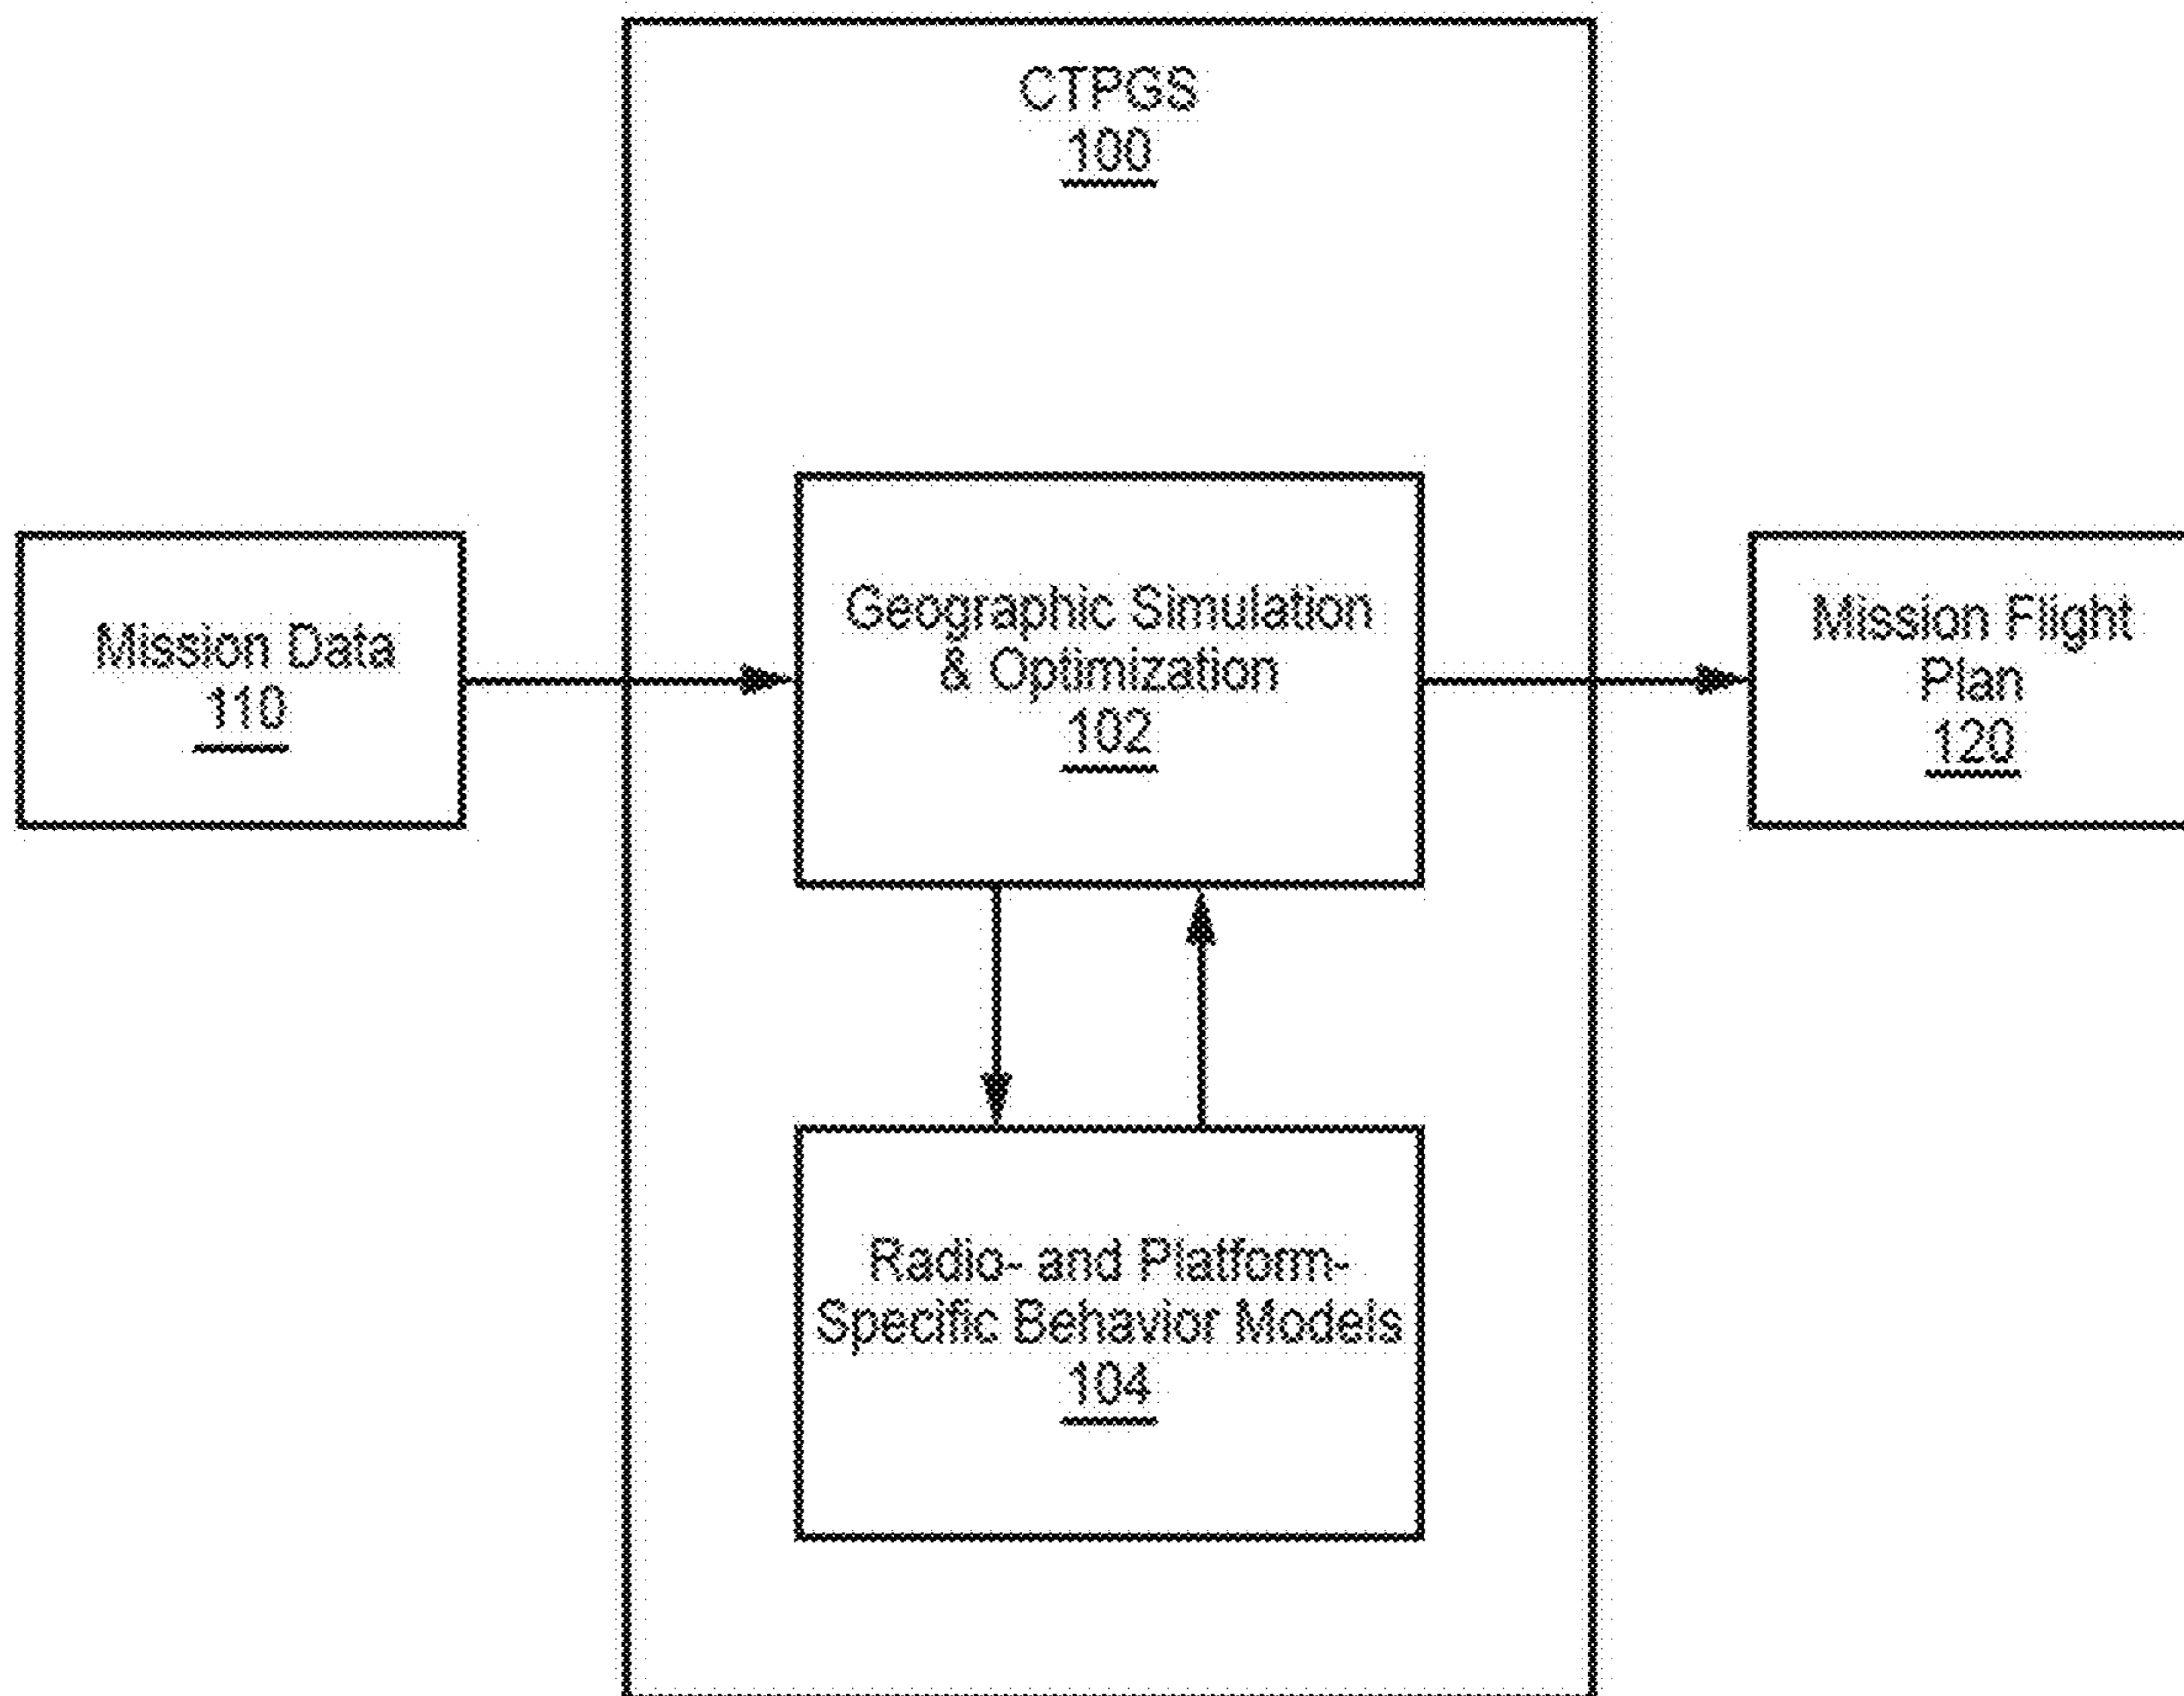 CTPGS
100
Mission Data
110
Geographic Simulation
& Optimization
102
Mission Flight
Plan
120
Radio- and Platform-
Specific Behavior Models
104